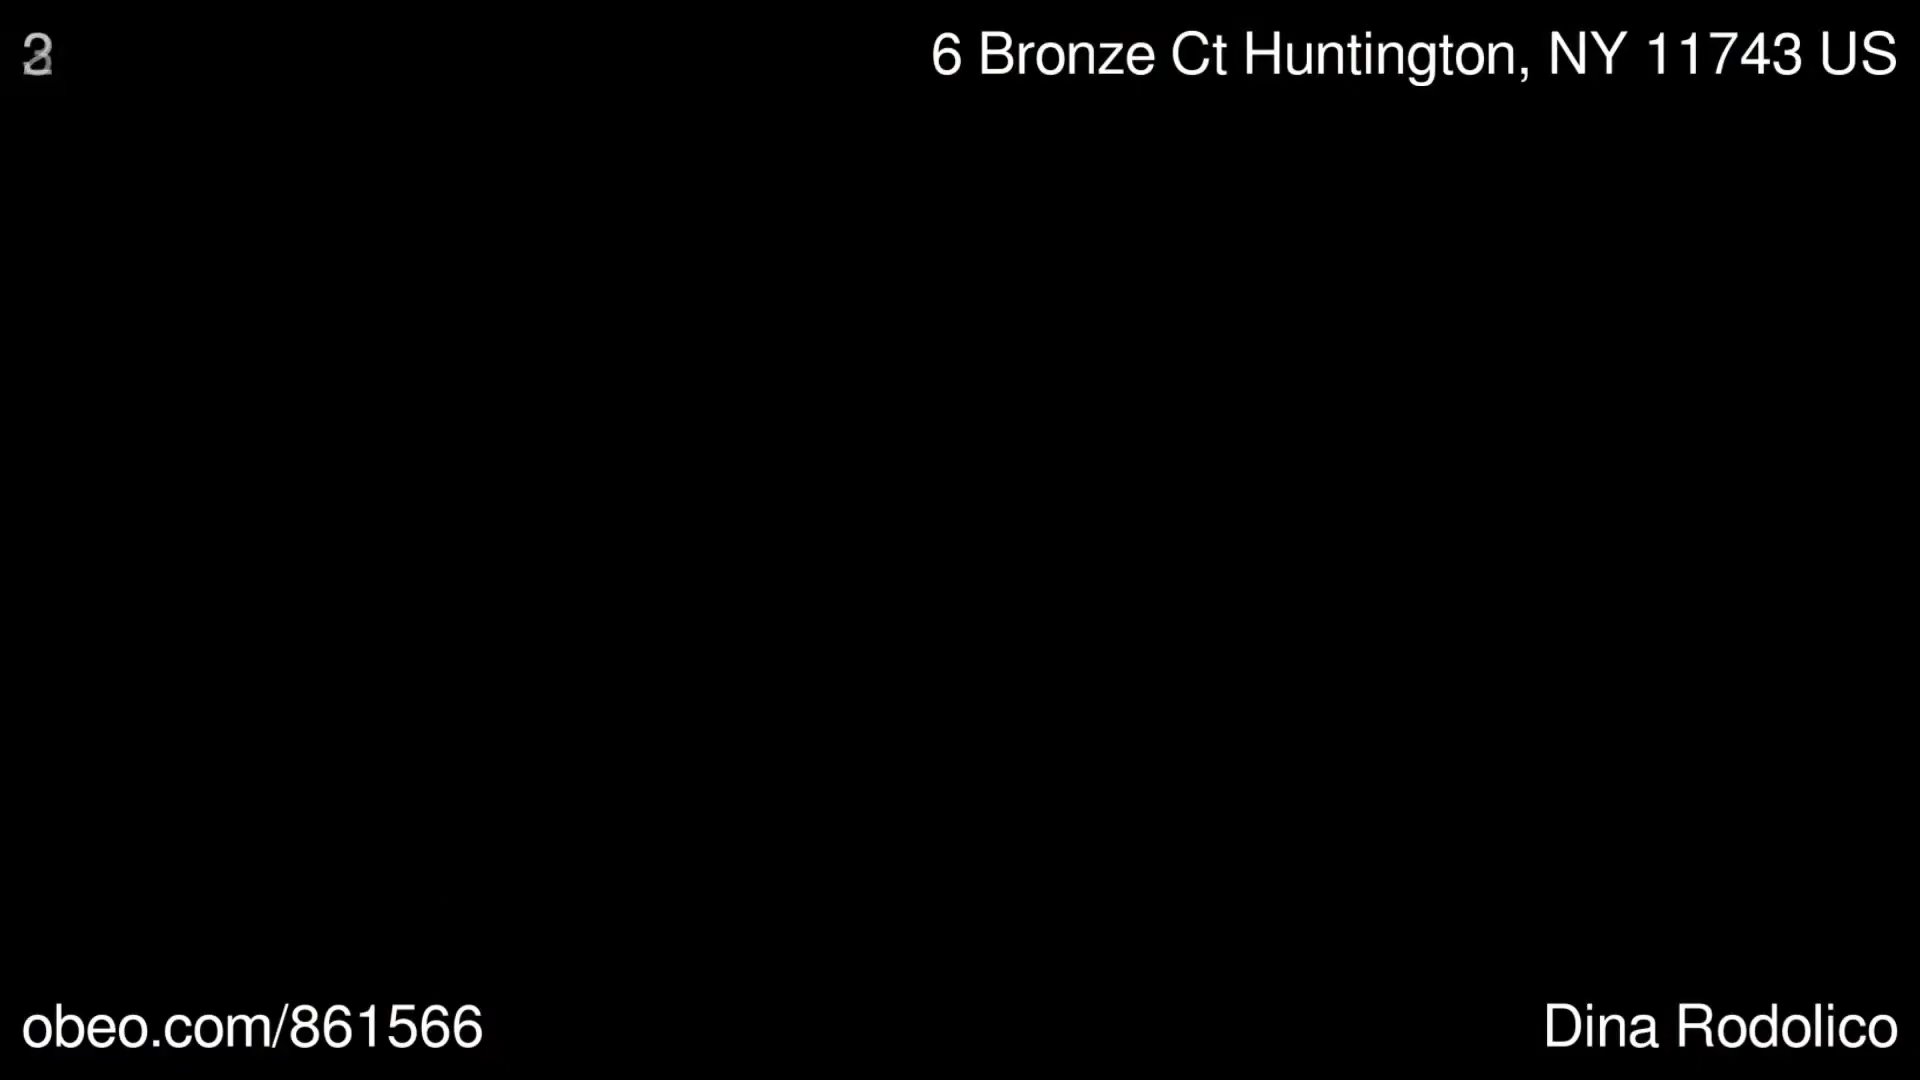 6 Bronze Ct Huntington, NY 11743 US
obeo.com/861566
Dina Rodolico